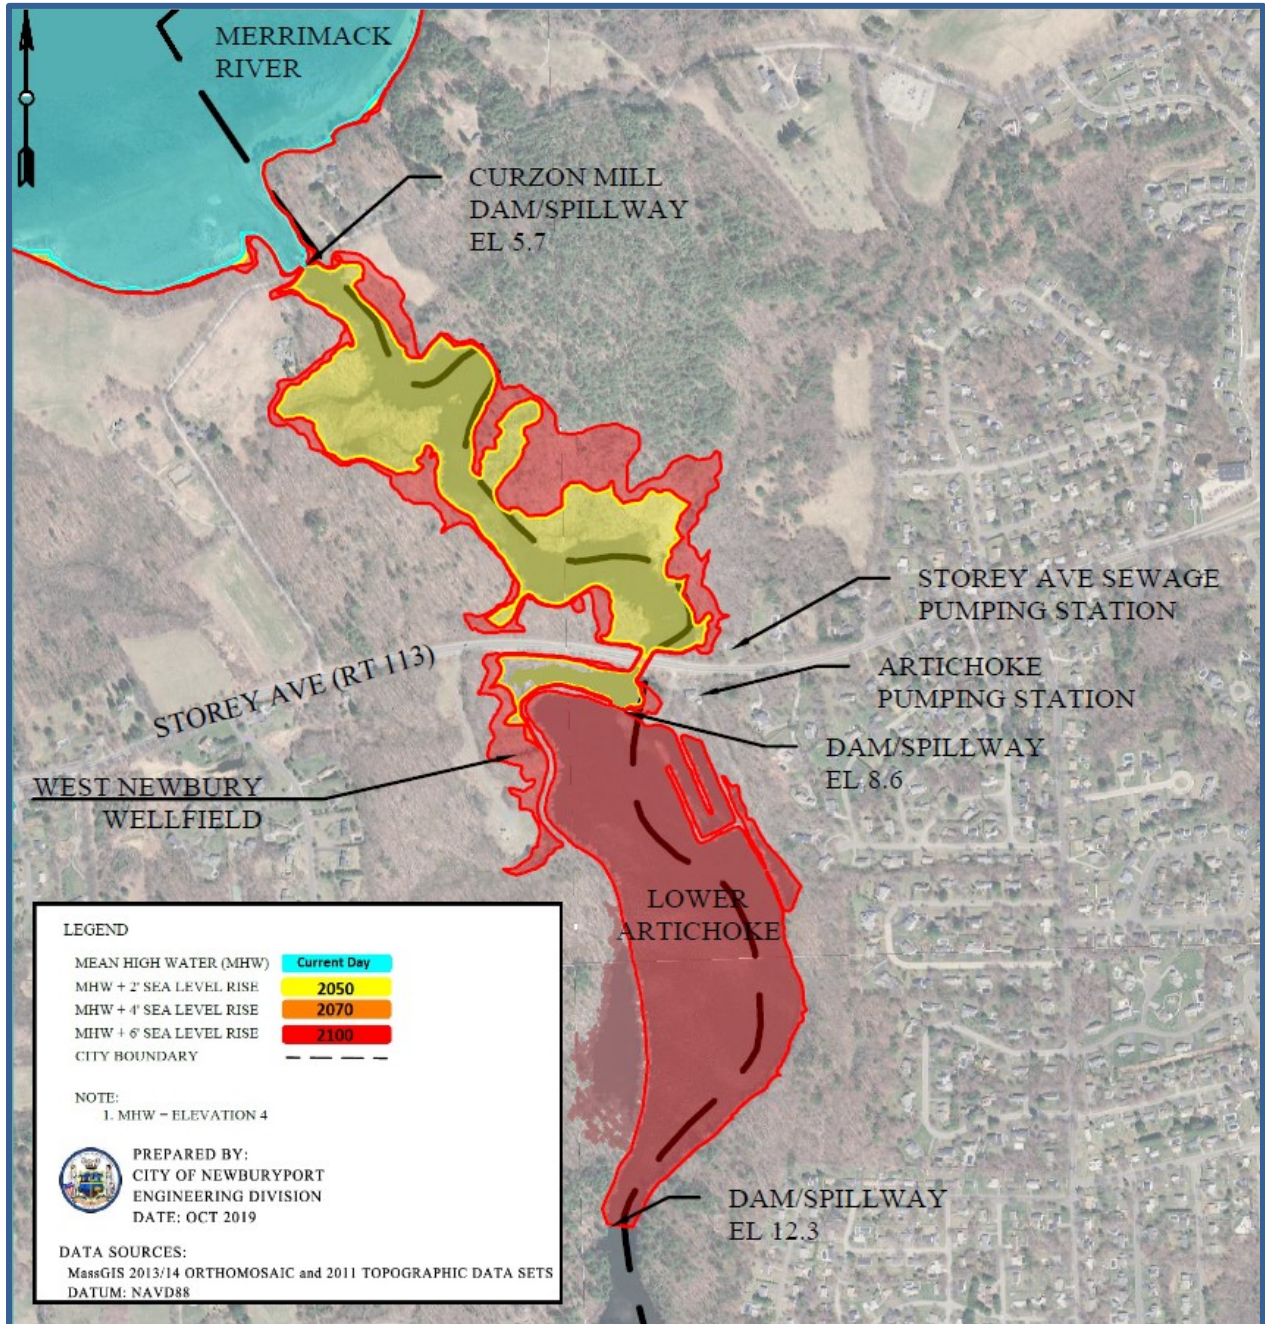 MERRIMACK
RIVER
CURZON MILL
DAM/SPILLWAY
EL 5.7
STOREY AVE SEWAGE
PUMPING STATION
STOREY AVE (RT 113)
ARTICHOKE
PUMPING STATION
DAM/SPILLWAY
EL 8.6
WEST NEWBURY
WELLFIELD
LOWER
ARTICHOKE
LEGEND
MEAN HIGH WATER (MHW) Current Day
MHW + 2' SEA LEVEL RISE 2050
MHW + 4' SEA LEVEL RISE 2070
MHW + 6' SEA LEVEL RISE 2100
CITY BOUNDARY
NOTE:
1. MHW = ELEVATION 4
PREPARED BY:
CITY OF NEWBURYPORT
ENGINEERING DIVISION
DATE: OCT 2019
DATA SOURCES:
MassGIS 2013/14 ORTHOMOSAIC and 2011 TOPOGRAPHIC DATA SETS
DATUM: NAVD88
DAM/SPILLWAY
EL 12.3